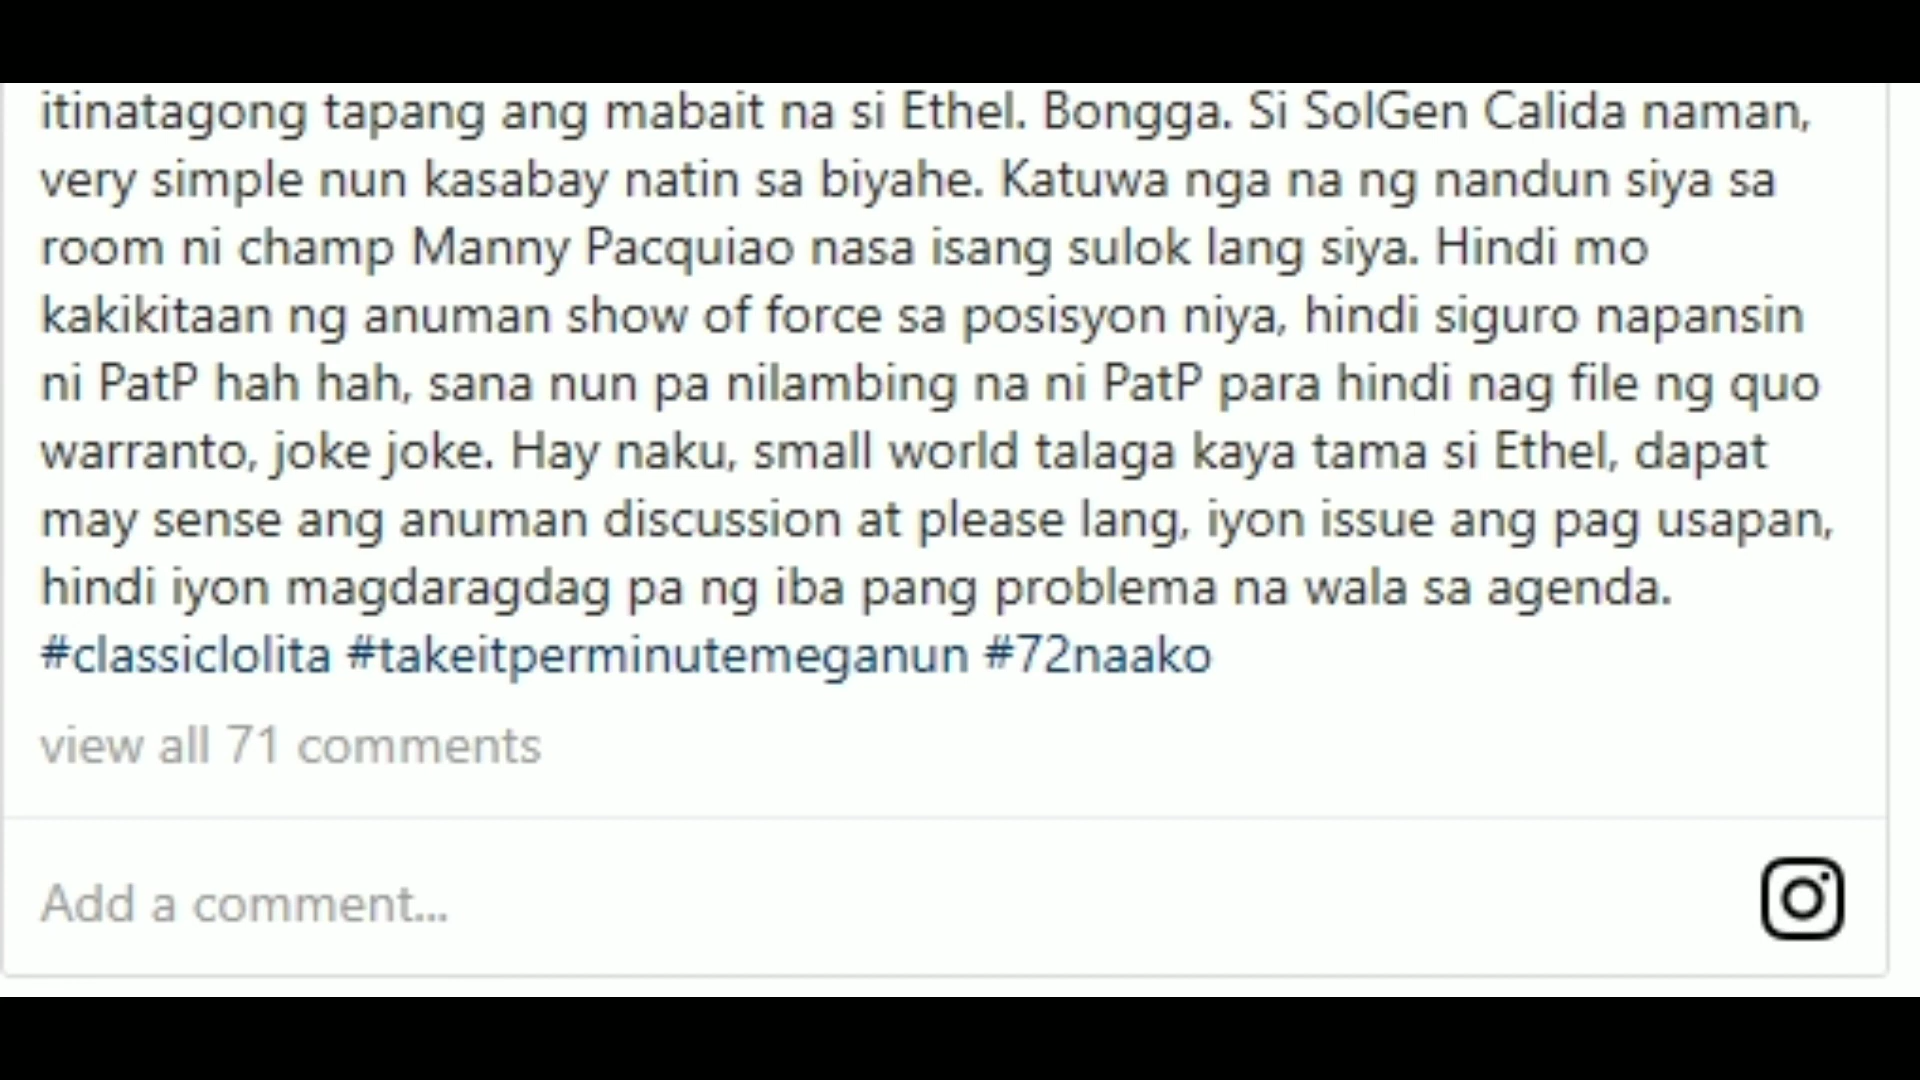 itinatagong tapang ang mabait na si Ethel. Bongga. Si SolGen Calida naman,
very simple nun kasabay natin sa biyahe. Katuwa nga na ng nandun siya sa
room ni champ Manny Pacquiao nasa isang sulok lang siya. Hindi mo
kakikitaan ng anuman show of force sa posisyon niya, hindi siguro napansin
ni PatP hah hah, sana nun pa nilambing na ni PatP para hindi nag file ng quo
warranto, joke joke. Hay naku, small world talaga kaya tama si Ethel, dapat
may sense ang anuman discussion at please lang, iyon issue ang pag usapan,
hindi iyon magdaragdag pa ng iba pang problema na wala sa agenda.
#classiclolita #takeitperminutemeganun #72naako
view all 71 comments
Add a comment...